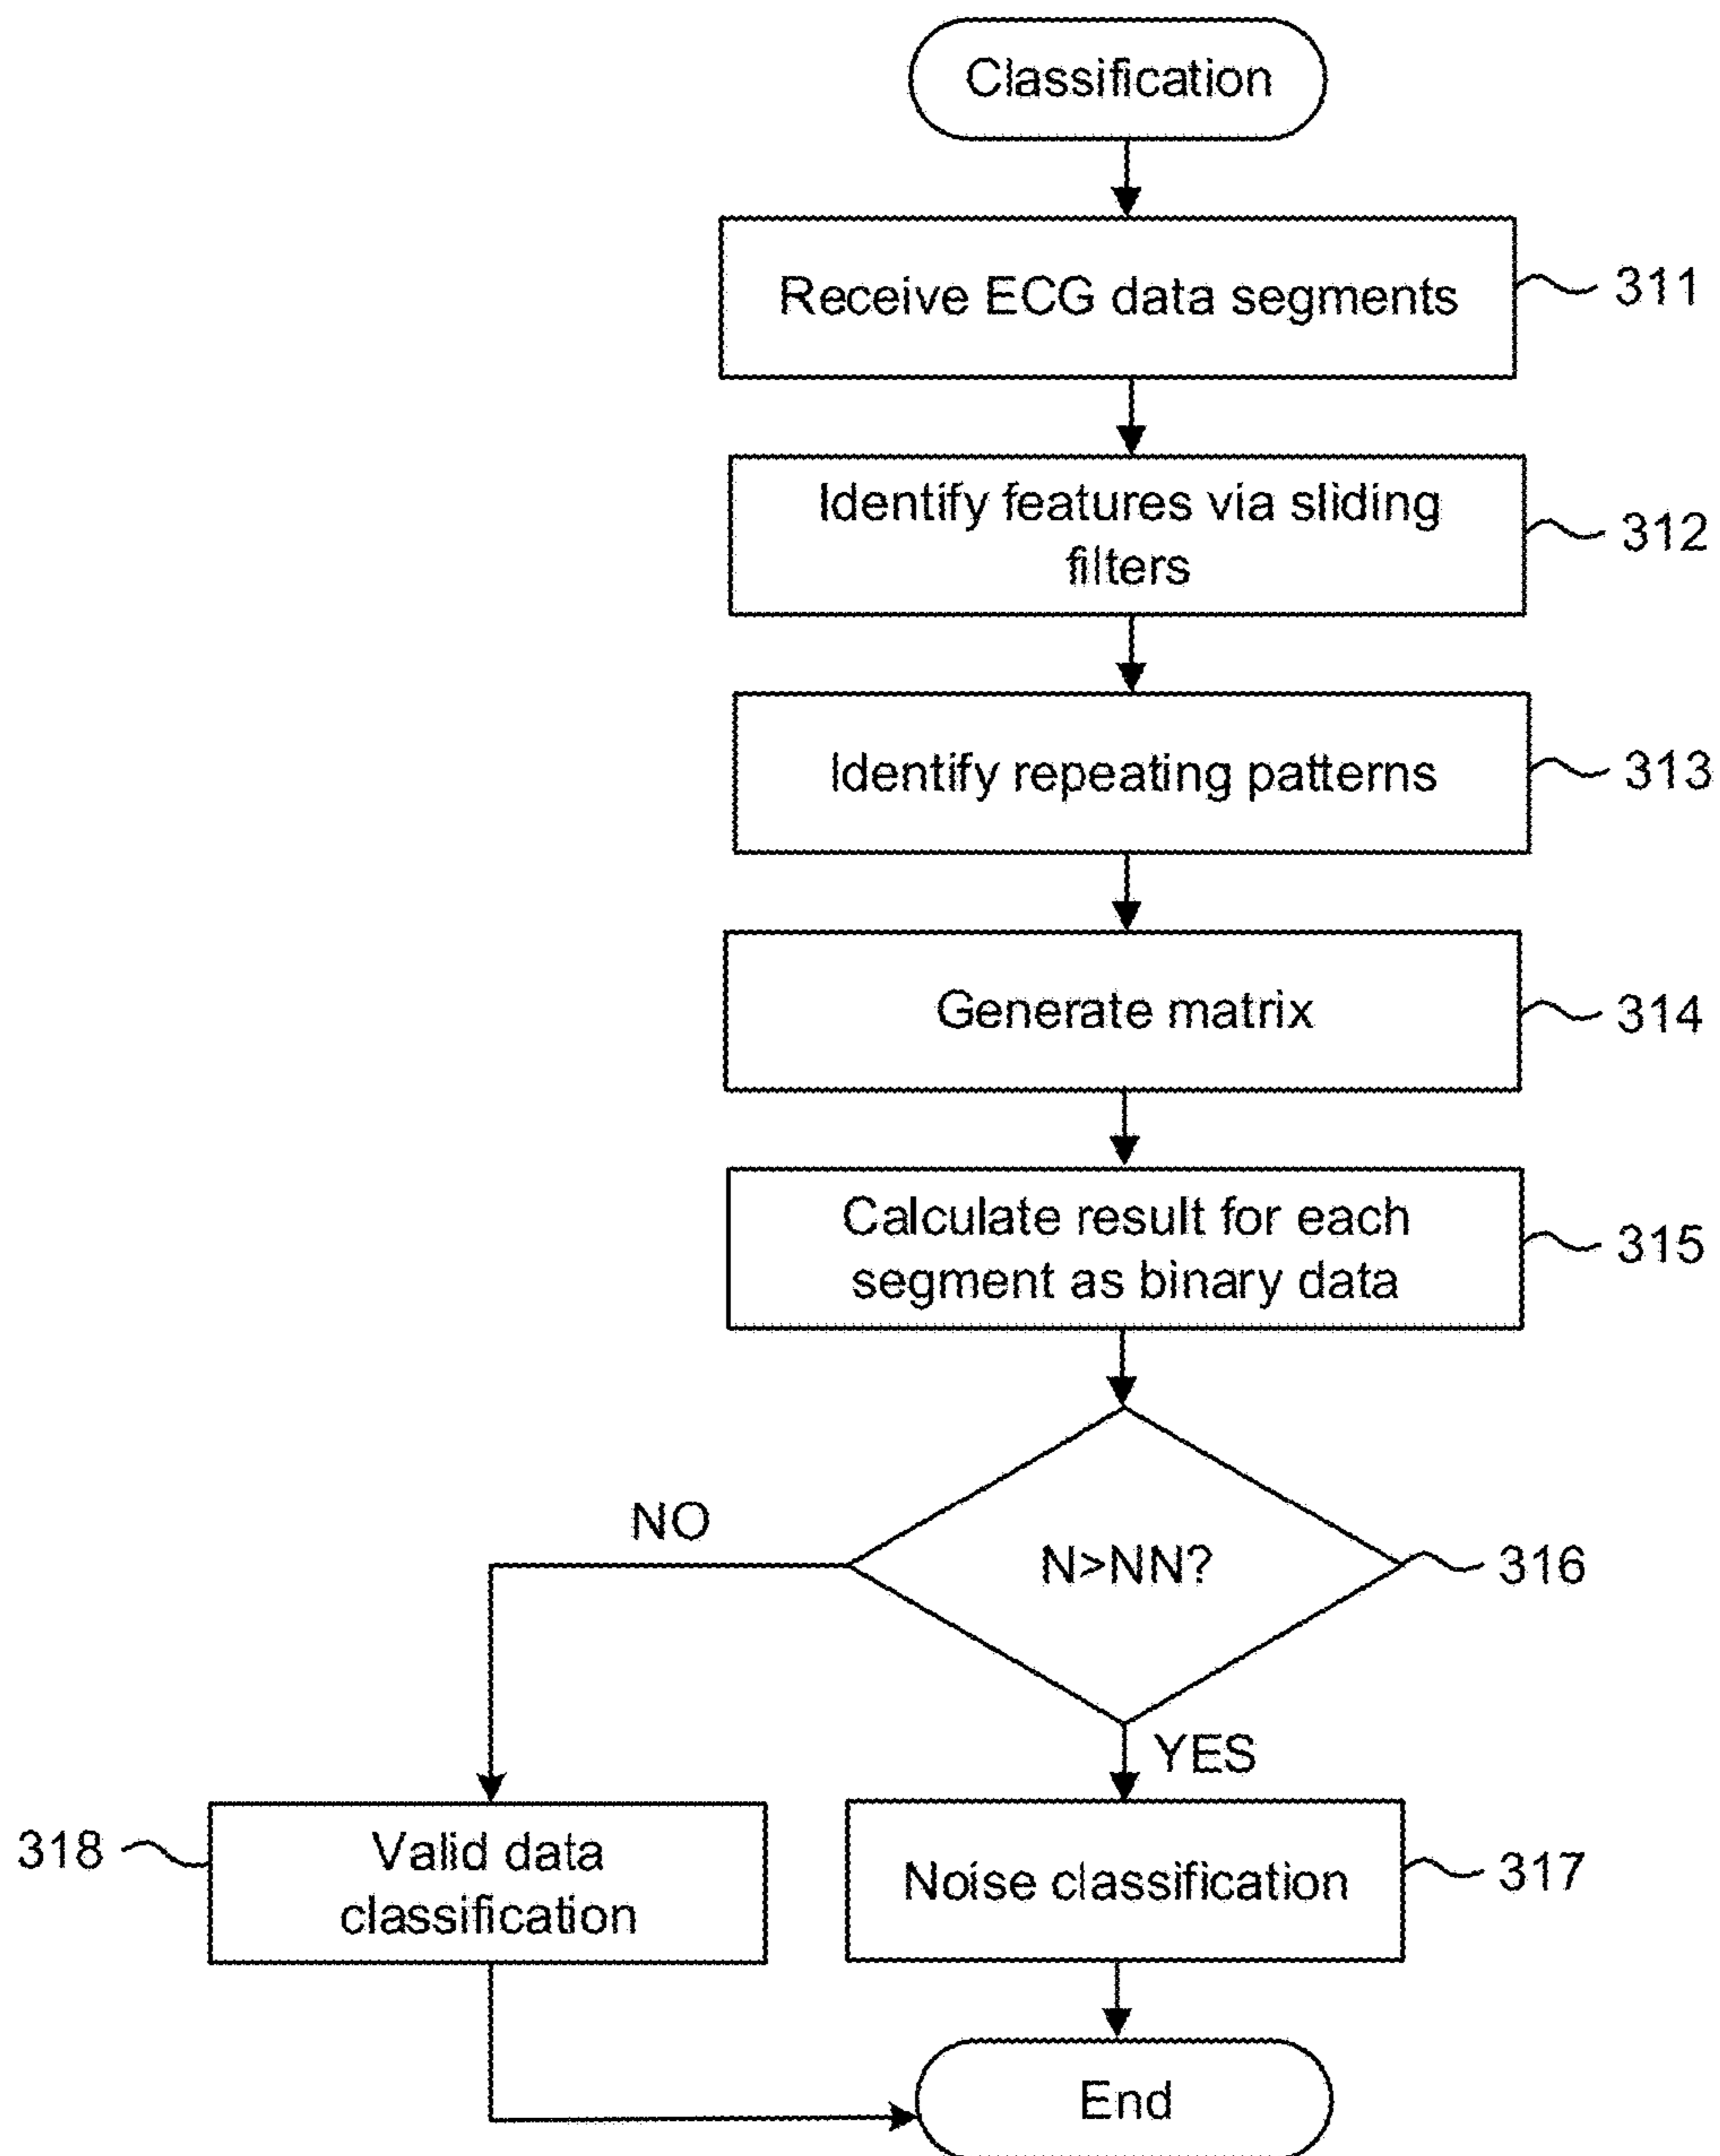 Classification
Receive ECG data segments
311
Identify features via sliding
filters
312
Identify repeating patterns
313
Generate matrix
314
Calculate result for each
segment as binary data
315
NO
N>NN?
316
YES
318
Valid data
classification
Noise classification
317
End